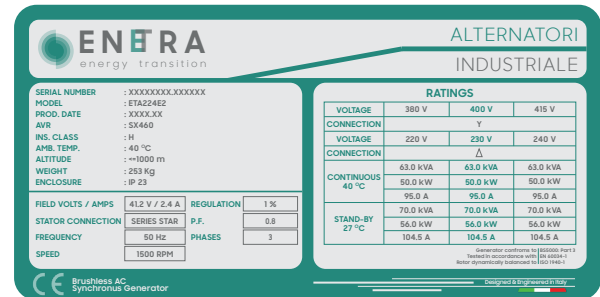 ENETRA
energy transition
ALTERNATORI
INDUSTRIALE
SERIAL NUMBER : XXXXXXXX.XXXXXX
MODEL : ETA224E2
PROD. DATE : XXXX.XX
AVR : SX460
INS. CLASS : H
AMB. TEMP. : 40 °C
ALTITUDE : <=1000 m
WEIGHT : 253 Kg
ENCLOSURE : IP 23
FIELD VOLTS / AMPS 41.2 V / 2.4 A REGULATION 1 %
STATOR CONNECTION SERIES STAR P.F. 0.8
FREQUENCY 50 Hz PHASES 3
SPEED 1500 RPM
RATINGS
VOLTAGE 380 V 400 V 415 V
CONNECTION Y
VOLTAGE 220 V 230 V 240 V
CONNECTION Δ
CONTINUOUS 40 °C 63.0 kVA 63.0 kVA 63.0 kVA
50.0 kW 50.0 kW 50.0 kW
95.0 A 95.0 A 95.0 A
STAND-BY 27 °C 70.0 kVA 70.0 kVA 70.0 kVA
56.0 kW 56.0 kW 56.0 kW
104.5 A 104.5 A 104.5 A
Generator confroms to BS5000: Part 3
Tested in accordance with EN 60034-1
Rotor dynamically balanced to ISO 1940-1
CE Brushless AC
Synchronus Generator
Designed & Engineered in Italy